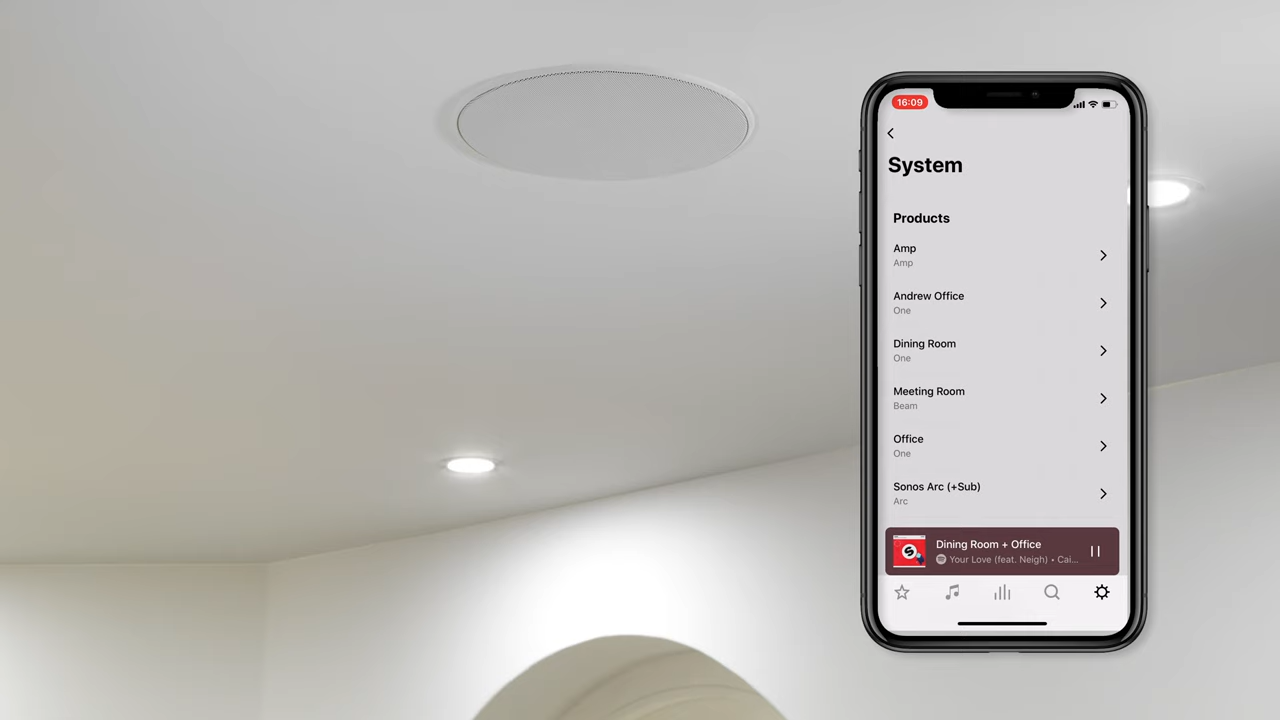 16:09
System
Products
Amp
Amp
Andrew Office
One
Dining Room
One
Meeting Room
Beam
Office
One
Sonos Arc (+Sub)
Arc
S
Dining Room + Office
Your Love (feat. Neigh) • Cai...